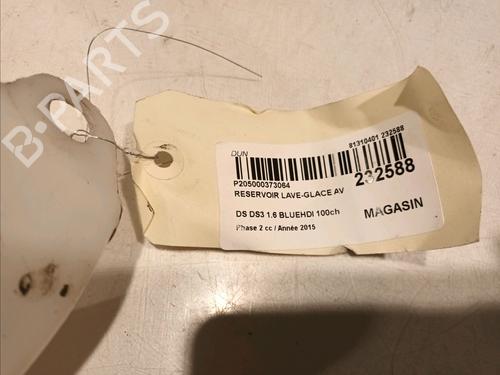 B-PARTS
DUN
81310401 232588
P205000373064
232588
RESERVOIR LAVE-GLACE AV
DS DS3 1.6 BLUEHDI 100ch
MAGASIN
Phase 2 cc / Année 2015